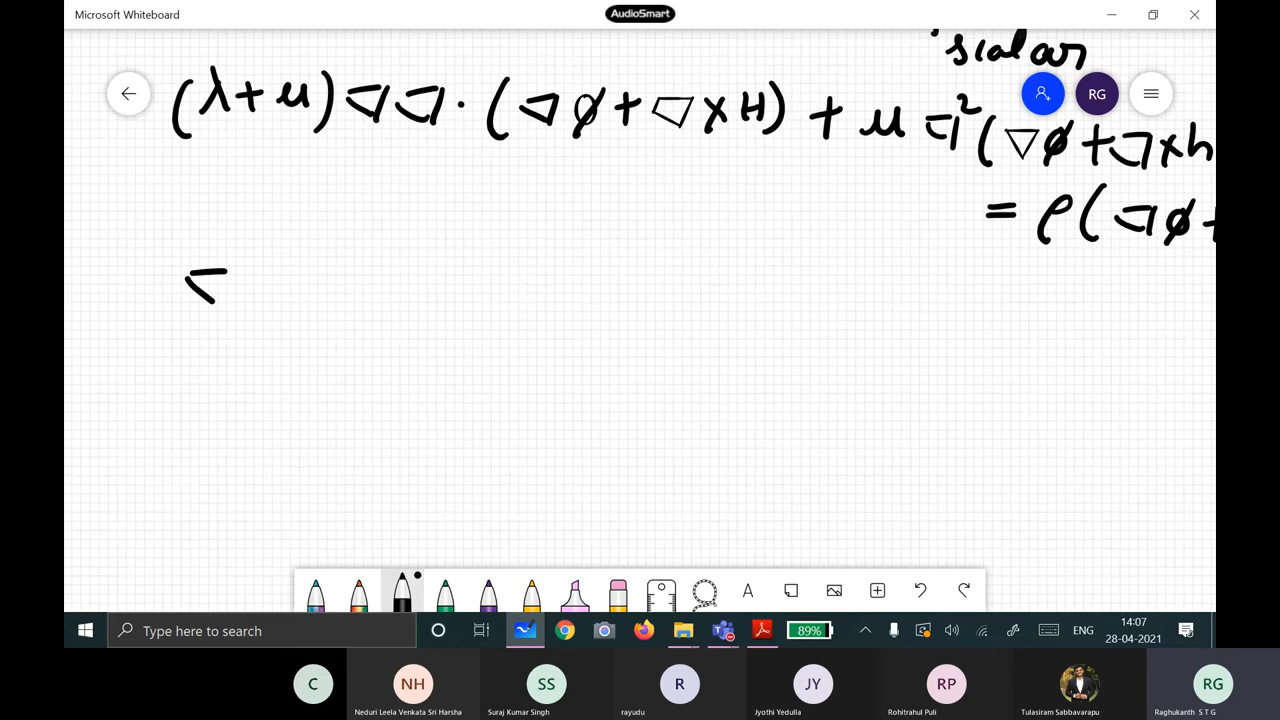 Microsoft Whiteboard
AudioSmart
scalar
(λ+μ)∇∇·(∇φ+∇×H) + μ∇²(∇φ+∇×h
= ρ(∇φ+
RG
A
Type here to search
89%
ENG
14:07
28-04-2021
C
NH
SS
R
JY
RP
RG
Neduri Leela Venkata Sri Harsha
Suraj Kumar Singh
rayudu
Jyothi Yedulla
Rohitrahul Puli
Tulasiram Sabbavarapu
Raghukanth S T G